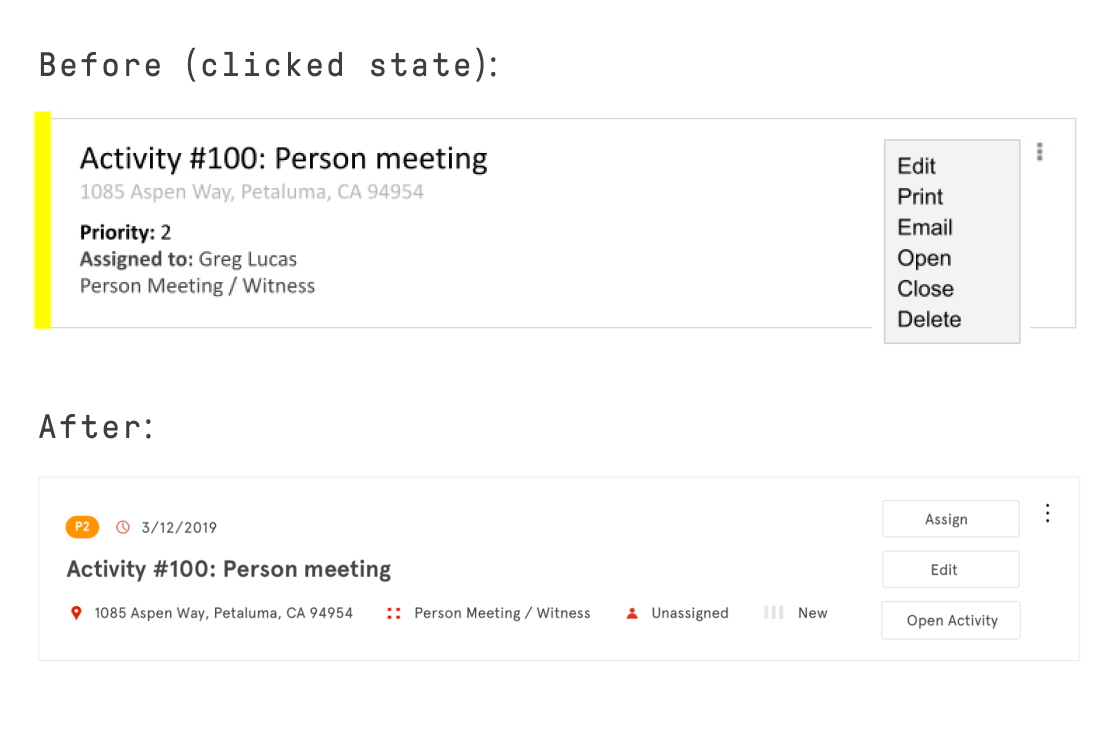 Before (clicked state):
Activity #100: Person meeting
1085 Aspen Way, Petaluma, CA 94954
Priority: 2
Assigned to: Greg Lucas
Person Meeting / Witness
Edit
Print
Email
Open
Close
Delete
After:
P2 3/12/2019
Activity #100: Person meeting
1085 Aspen Way, Petaluma, CA 94954 Person Meeting / Witness Unassigned New
Assign
Edit
Open Activity